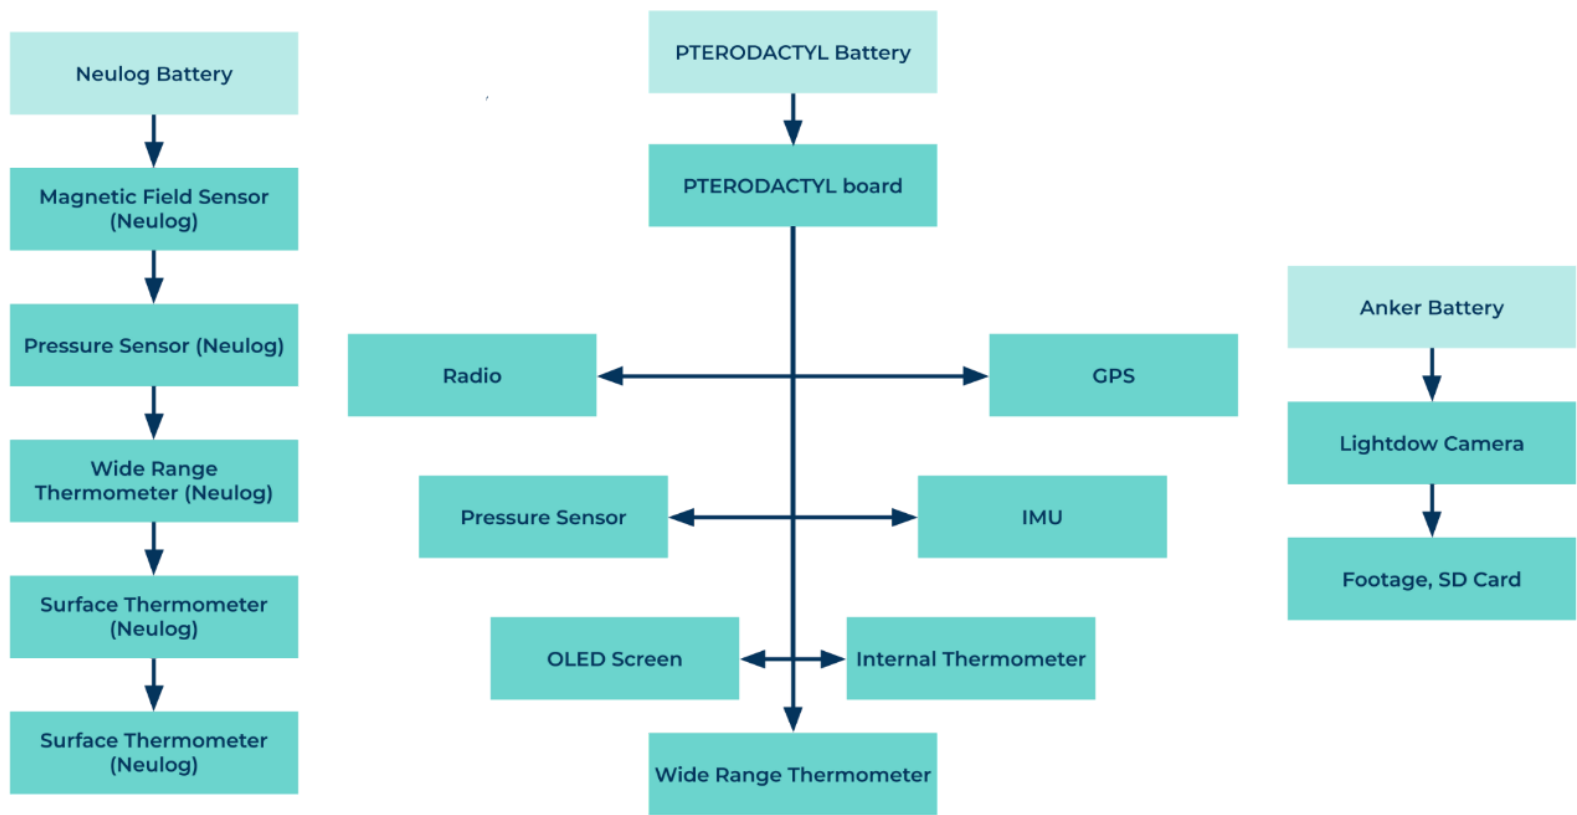 Neulog Battery
Magnetic Field Sensor
(Neulog)
Pressure Sensor (Neulog)
Wide Range
Thermometer (Neulog)
Surface Thermometer
(Neulog)
Surface Thermometer
(Neulog)
PTERODACTYL Battery
PTERODACTYL board
Radio
GPS
Pressure Sensor
IMU
OLED Screen
Internal Thermometer
Wide Range Thermometer
Anker Battery
Lightdow Camera
Footage, SD Card